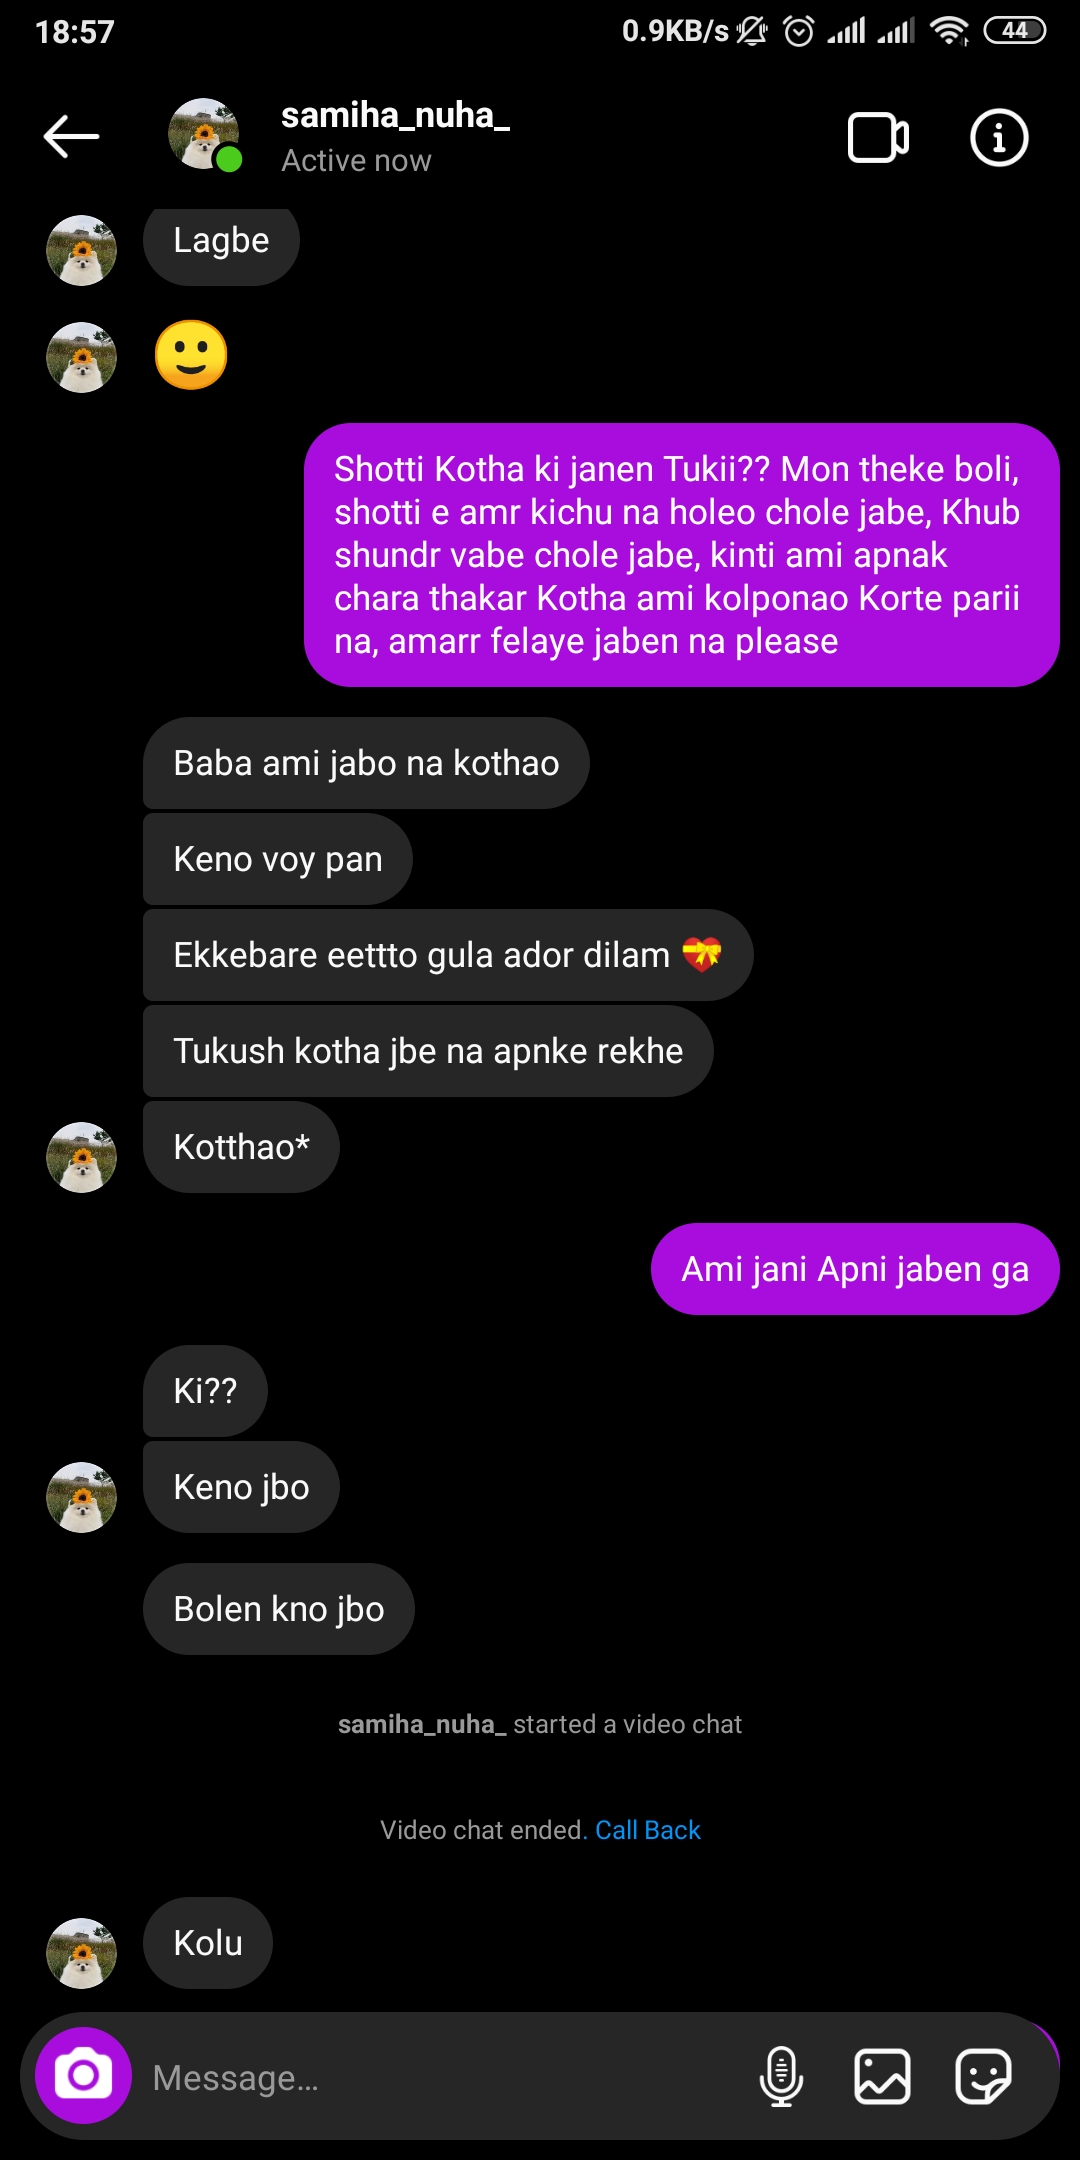 18:57
0.9KB/s
44
samiha_nuha_
Active now
Lagbe
Shotti Kotha ki janen Tukii?? Mon theke boli,
shotti e amr kichu na holeo chole jabe, Khub
shundr vabe chole jabe, kinti ami apnak
chara thakar Kotha ami kolponao Korte parii
na, amarr felaye jaben na please
Baba ami jabo na kothao
Keno voy pan
Ekkebare eettto gula ador dilam 💝
Tukush kotha jbe na apnke rekhe
Kotthao*
Ami jani Apni jaben ga
Ki??
Keno jbo
Bolen kno jbo
samiha_nuha_ started a video chat
Video chat ended. Call Back
Kolu
Message...